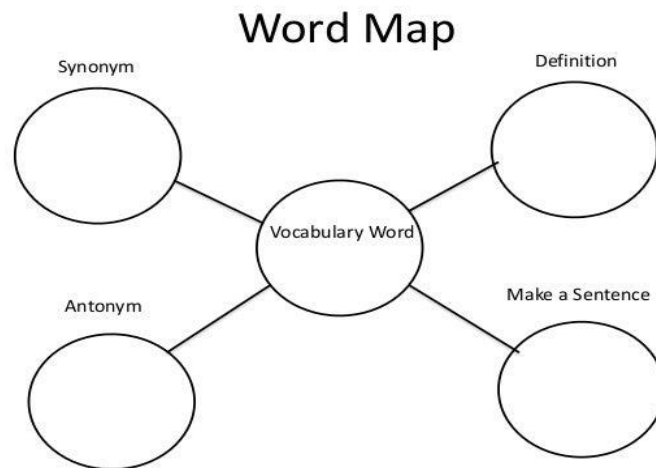 Word Map
Synonym
Definition
Vocabulary Word
Antonym
Make a Sentence